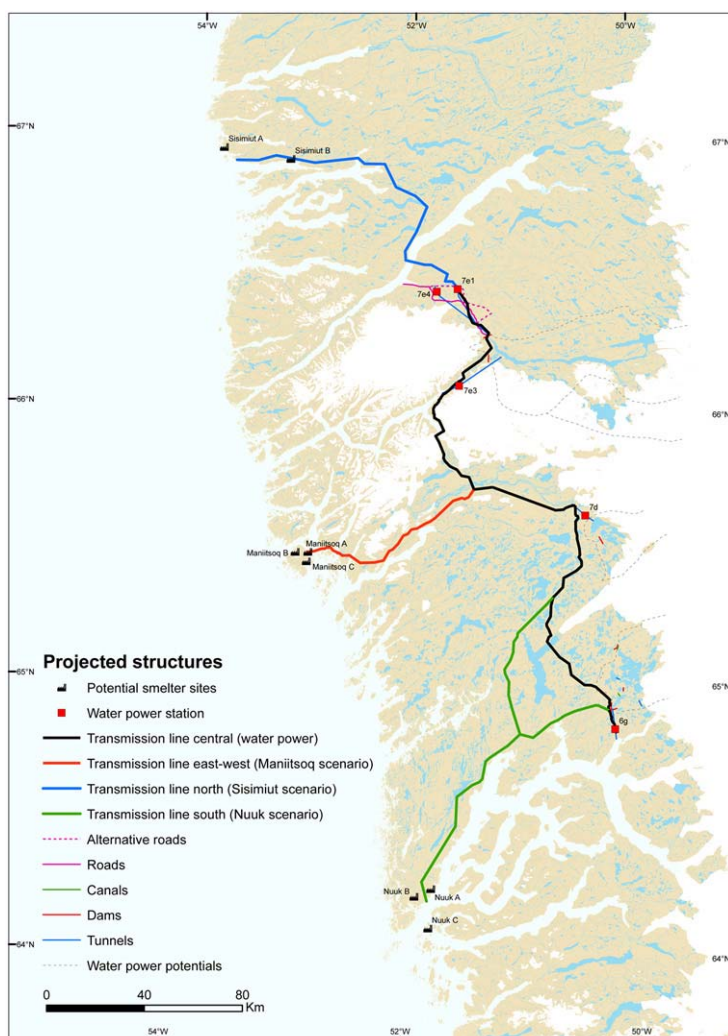 54°W
52°W
50°W
67°N
67°N
Sisimiut A
Sisimiut B
7e1
7e4
66°N
7e3
66°N
7d
Maniitsoq A
Maniitsoq B
Maniitsoq C
65°N
65°N
6g
Projected structures
Potential smelter sites
Water power station
Transmission line central (water power)
Transmission line east-west (Maniitsoq scenario)
Transmission line north (Sisimiut scenario)
Transmission line south (Nuuk scenario)
Alternative roads
Roads
Canals
Dams
Tunnels
Water power potentials
Nuuk B
Nuuk A
Nuuk C
64°N
64°N
0 40 80
Km
54°W
52°W
50°W